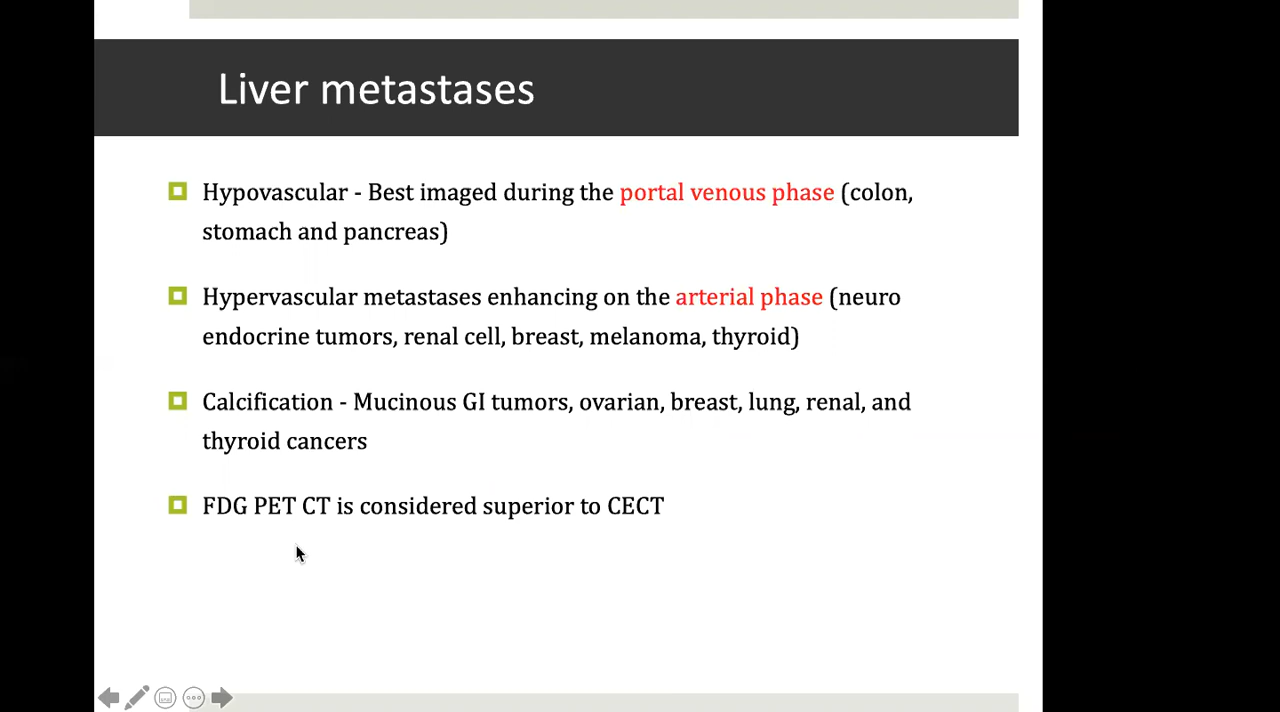 Liver metastases
Hypovascular - Best imaged during the portal venous phase (colon,
stomach and pancreas)
Hypervascular metastases enhancing on the arterial phase (neuro
endocrine tumors, renal cell, breast, melanoma, thyroid)
Calcification - Mucinous GI tumors, ovarian, breast, lung, renal, and
thyroid cancers
FDG PET CT is considered superior to CECT